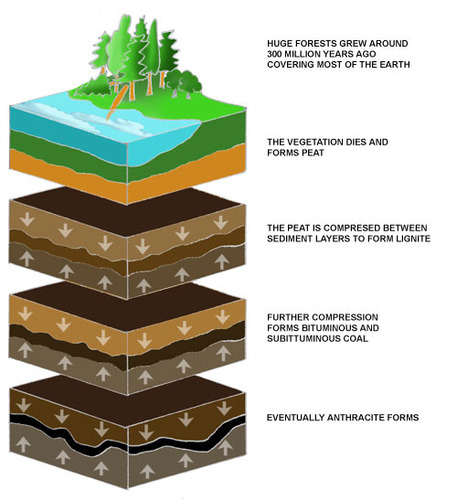 HUGE FORESTS GREW AROUND
300 MILLION YEARS AGO
COVERING MOST OF THE EARTH
THE VEGETATION DIES AND
FORMS PEAT
THE PEAT IS COMPRESED BETWEEN
SEDIMENT LAYERS TO FORM LIGNITE
FURTHER COMPRESSION
FORMS BITUMINOUS AND
SUBITTUMINOUS COAL
EVENTUALLY ANTHRACITE FORMS